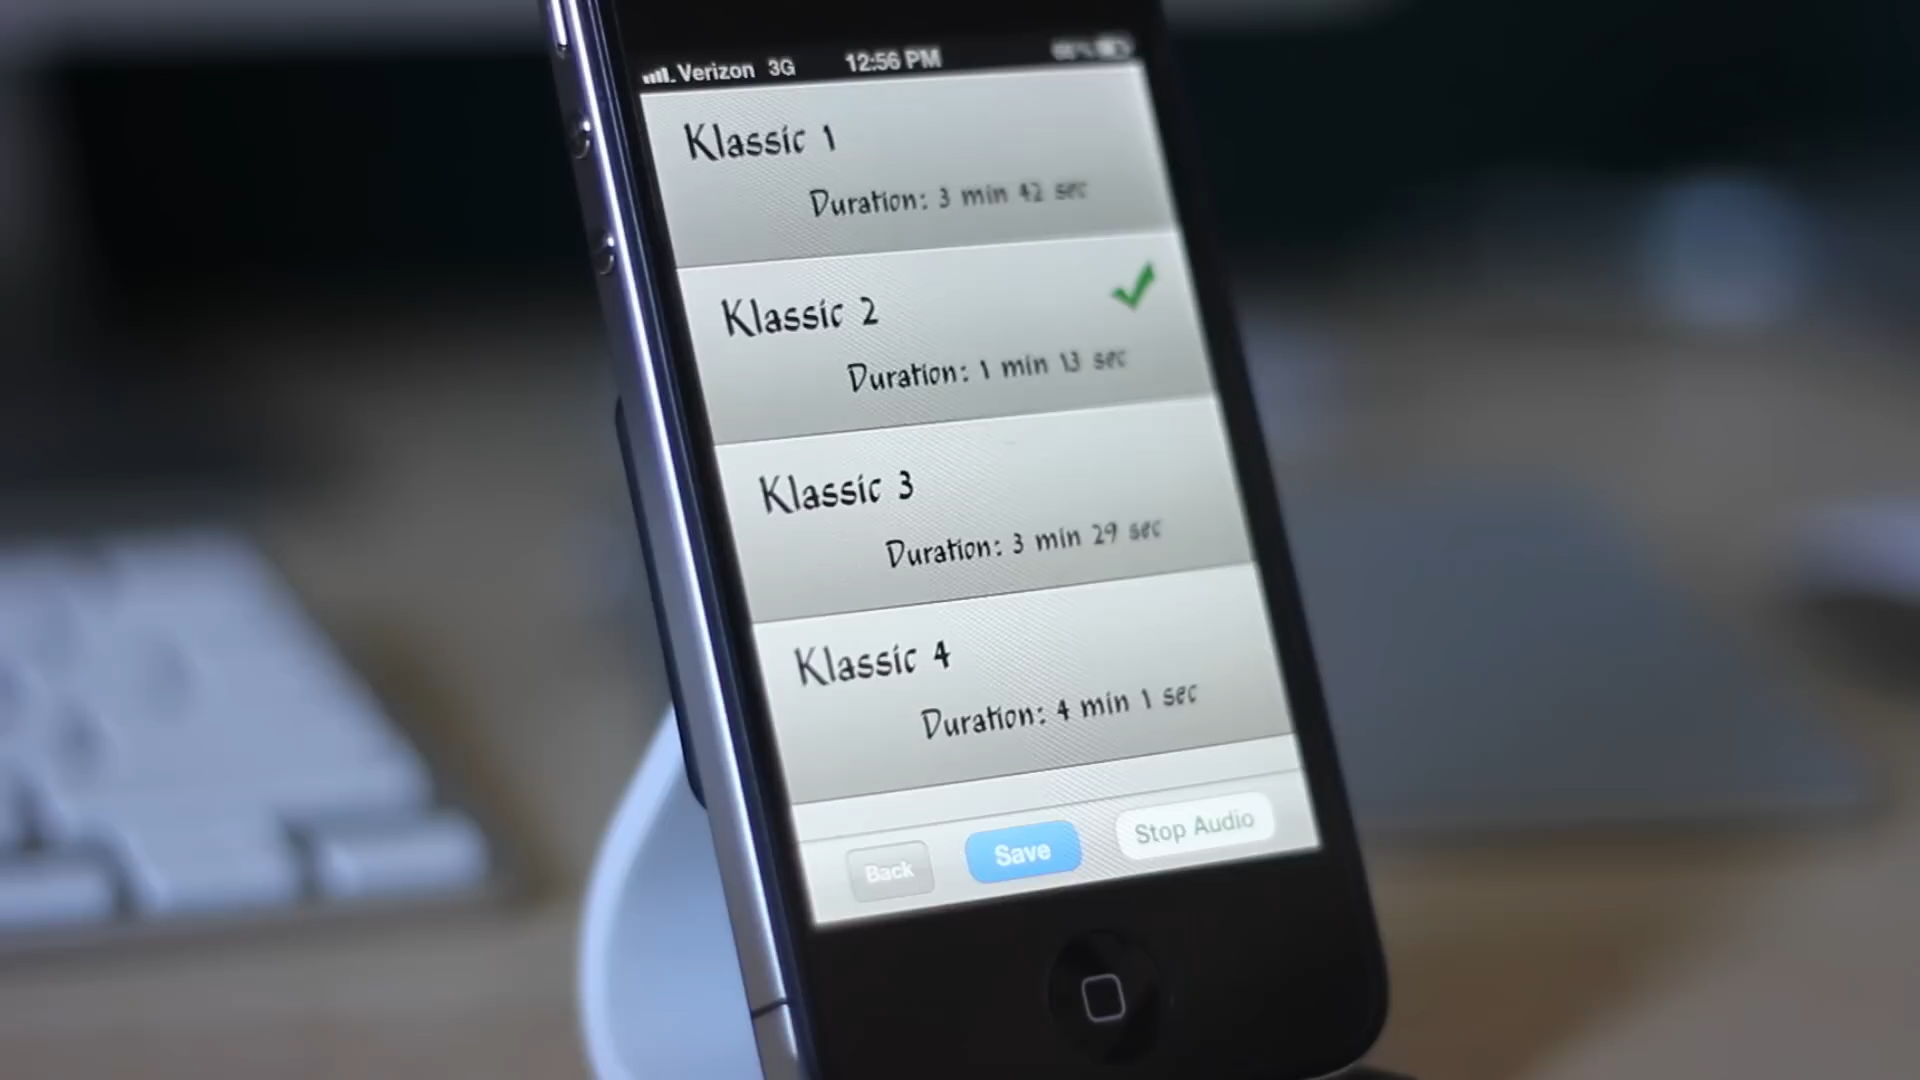 Verizon 3G 12:56 PM
Klassic 1
Duration: 3 min 42 sec
Klassic 2
Duration: 1 min 13 sec
Klassic 3
Duration: 3 min 29 sec
Klassic 4
Duration: 4 min 1 sec
Back Save Stop Audio